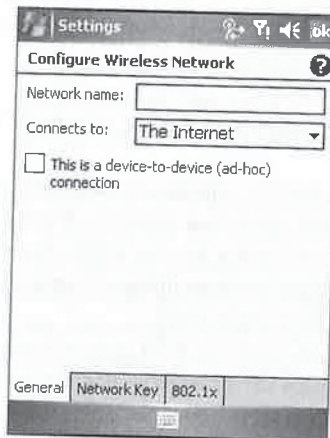 Settings
ok
Configure Wireless Network
?
Network name:
Connects to: The Internet
This is a device-to-device (ad-hoc)
connection
General Network Key 802.1x